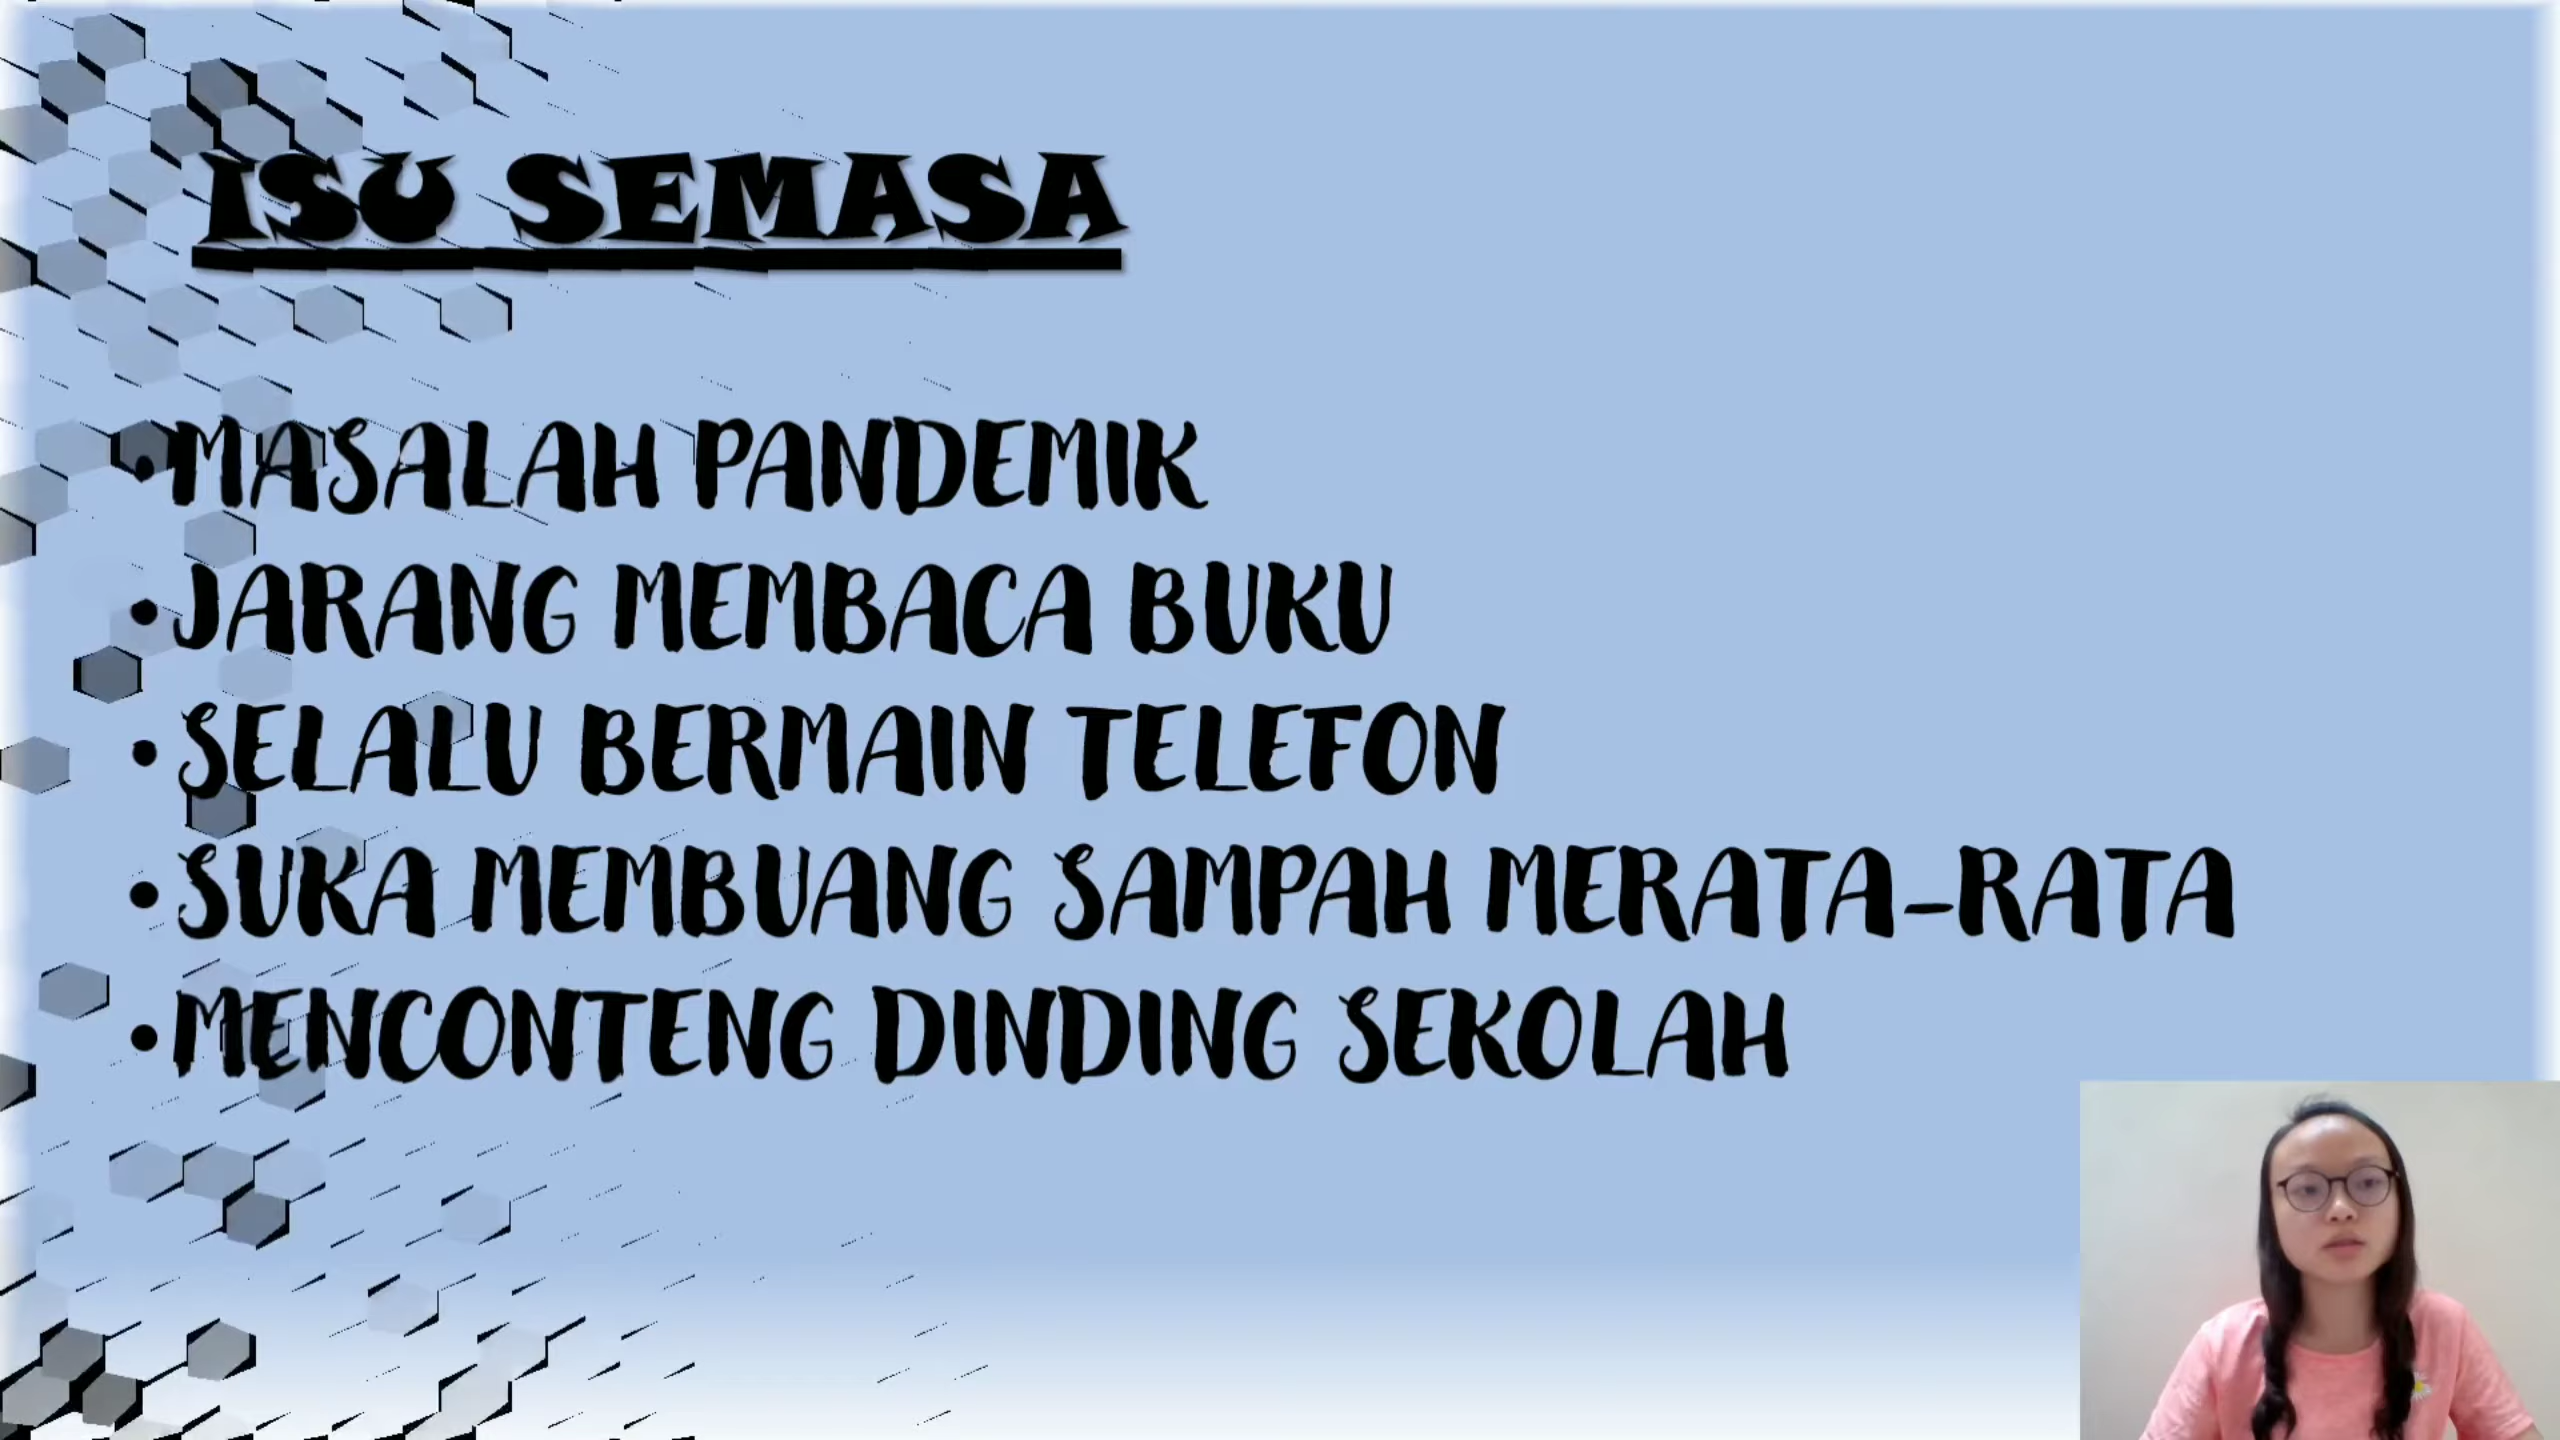 ISU SEMASA
•MASALAH PANDEMIK
•JARANG MEMBACA BUKU
•SELALU BERMAIN TELEFON
•SUKA MEMBUANG SAMPAH MERATA-RATA
•MENCONTENG DINDING SEKOLAH